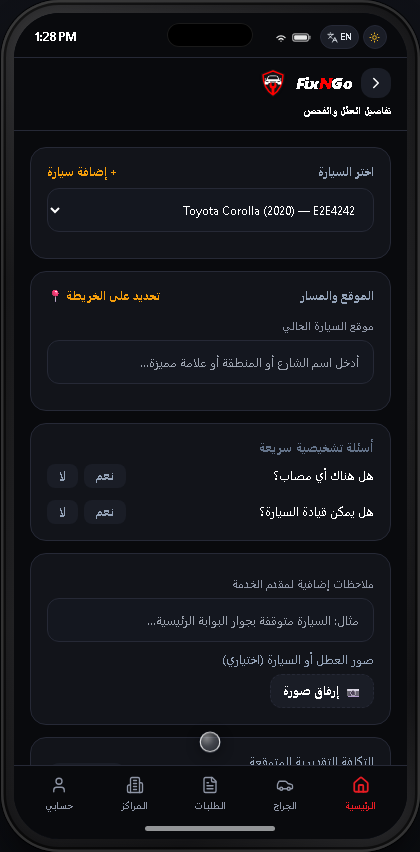 1:28 PM
EN
FixNGo
تفاصيل العطل والفحص
اختر السيارة
+ إضافة سيارة
Toyota Corolla (2020) — E2E4242
الموقع والمسار
تحديد على الخريطة 📍
موقع السيارة الحالي
أدخل اسم الشارع أو المنطقة أو علامة مميزة...
أسئلة تشخيصية سريعة
هل هناك أي مصاب؟
نعم
لا
هل يمكن قيادة السيارة؟
نعم
لا
ملاحظات إضافية لمقدم الخدمة
مثال: السيارة متوقفة بجوار البوابة الرئيسية...
صور العطل أو السيارة (اختياري)
إرفاق صورة
التكلفة التقديرية المتوقعة
الرئيسية
الجراج
الطلبات
المراكز
حسابي